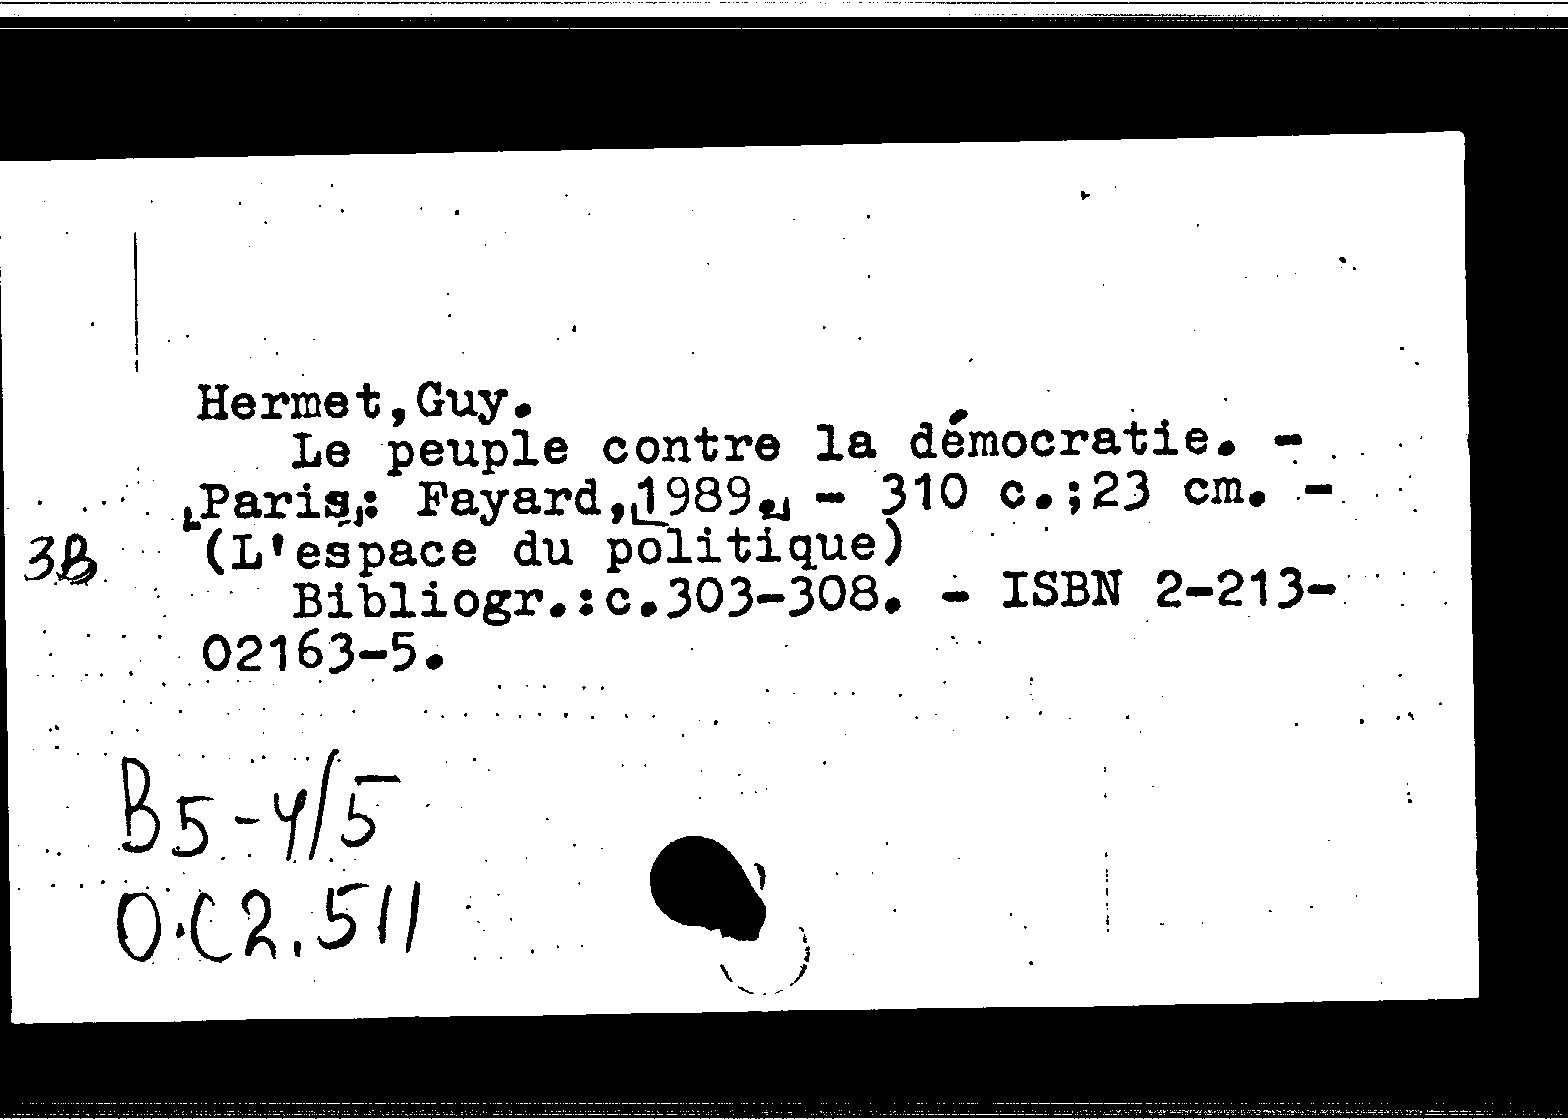 Hermet,Guy.
Le peuple contre la démocratie. -
[Paris]: Fayard,[1989.] - 310 c.;23 cm. -
(L'espace du politique)
3B
Bibliogr.:c.303-308. - ISBN 2-213-
02163-5.
B5-4/5
O.C2.511